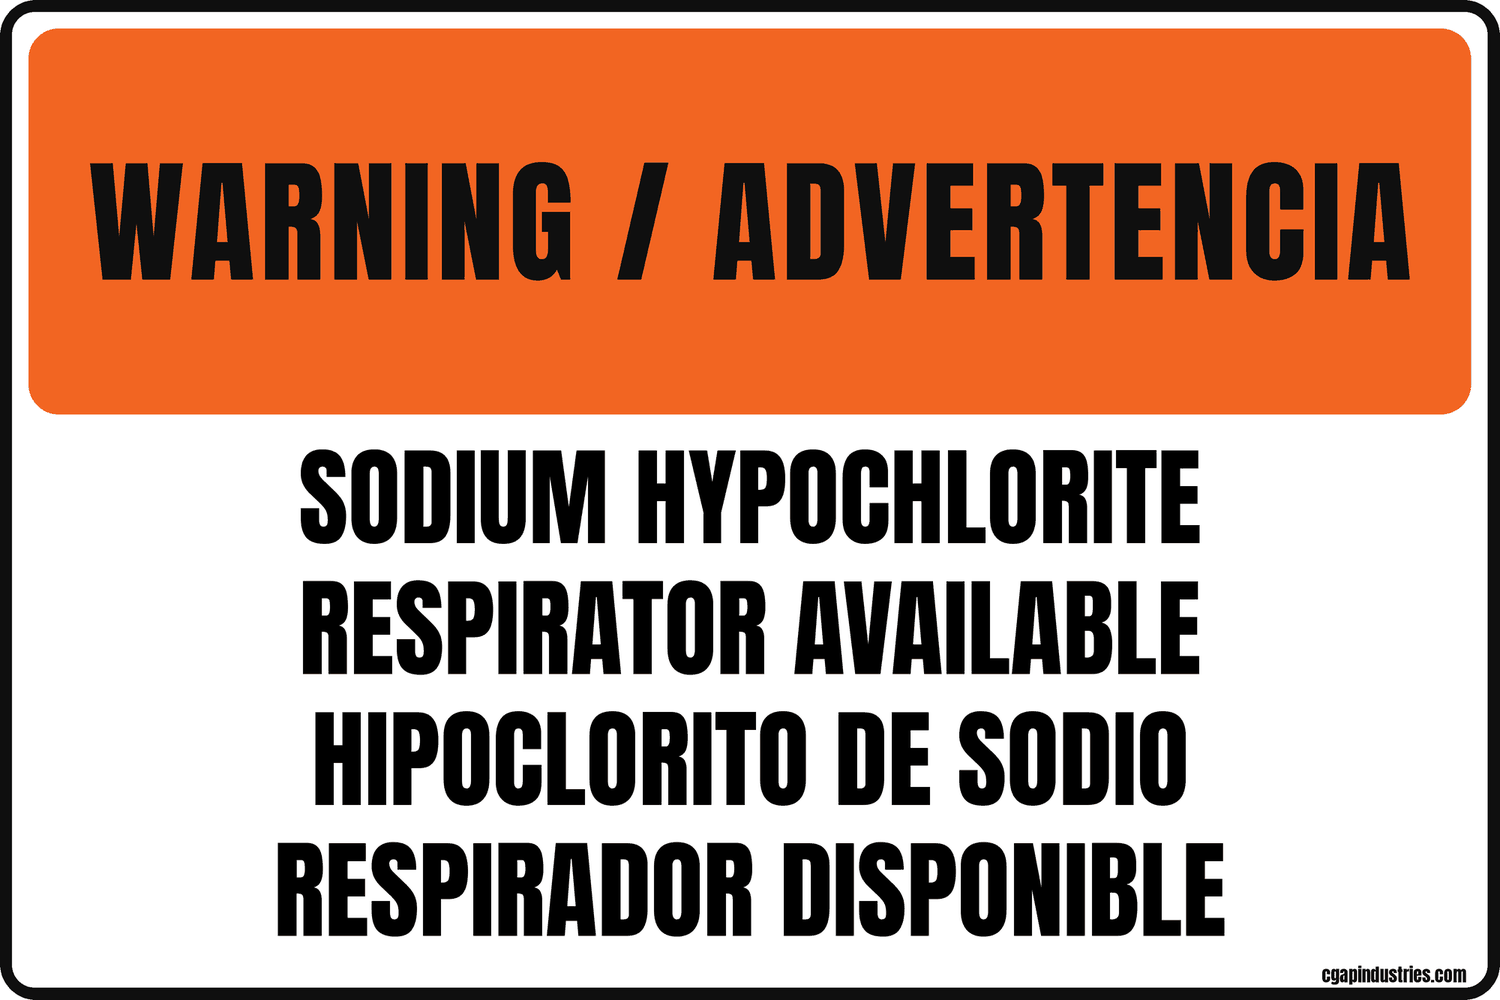 WARNING / ADVERTENCIA
SODIUM HYPOCHLORITE
RESPIRATOR AVAILABLE
HIPOCLORITO DE SODIO
RESPIRADOR DISPONIBLE
cgapindustries.com